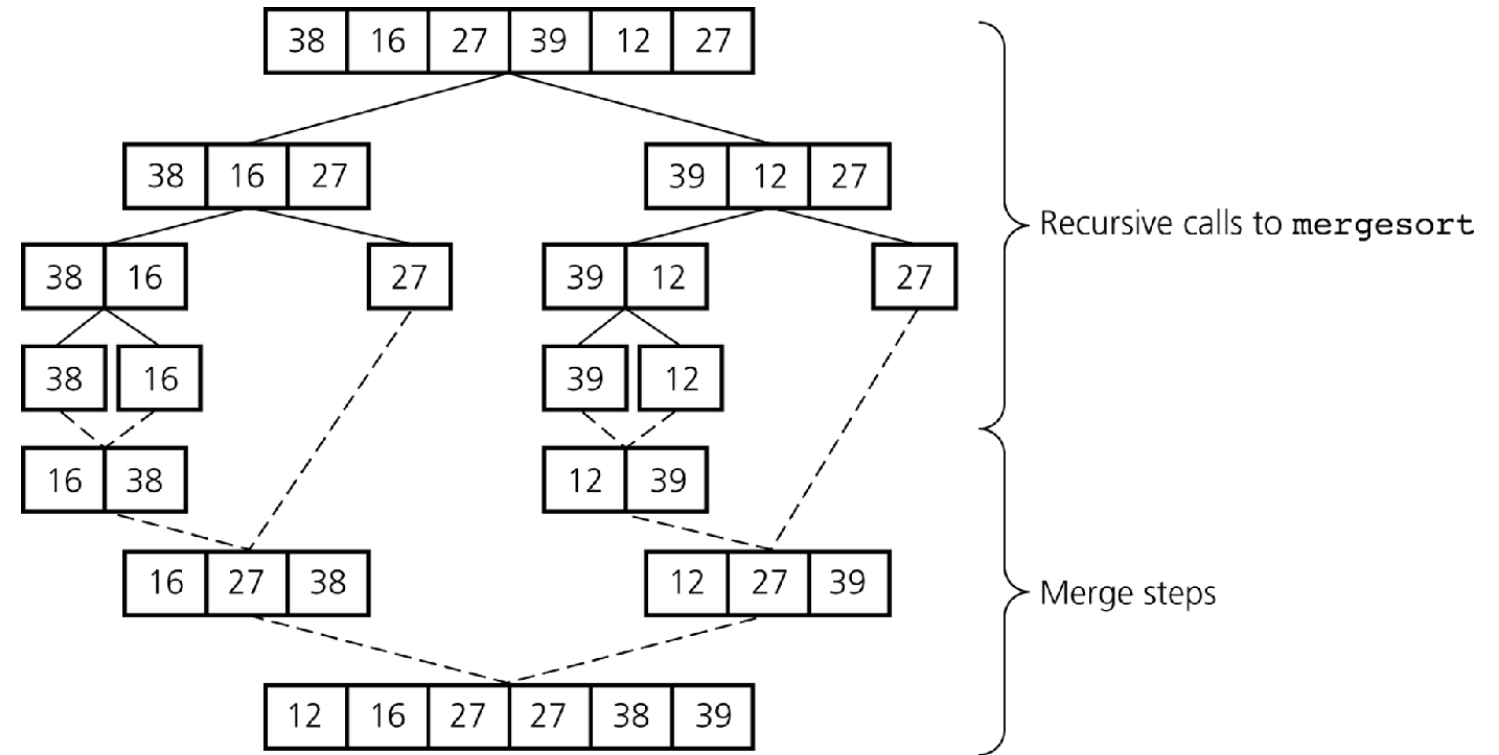 38 16 27 39 12 27
38 16 27 39 12 27
Recursive calls to mergesort
38 16 27 39 12 27
38 16 39 12
16 38 12 39
16 27 38 12 27 39
Merge steps
12 16 27 27 38 39